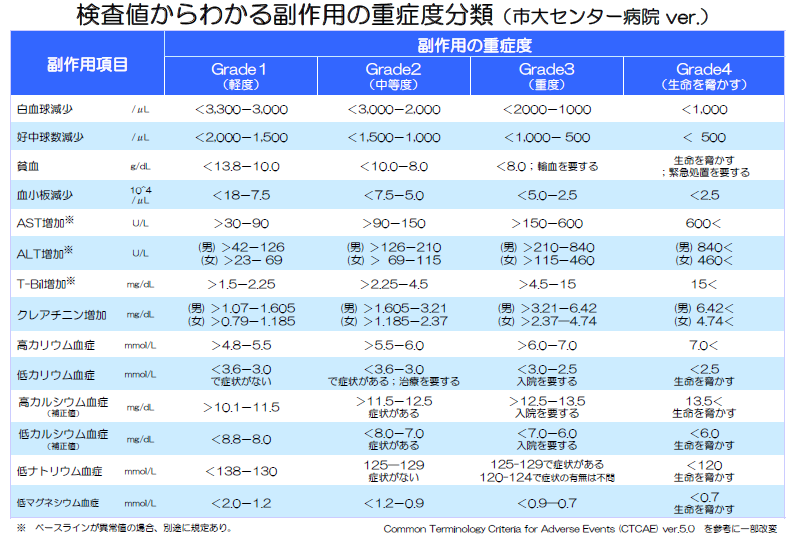 検査値からわかる副作用の重症度分類（市大センター病院 ver.）
副作用項目 副作用の重症度
Grade1 Grade2 Grade3 Grade4
（軽度） （中等度） （重度） （生命を脅かす）
白血球減少 /μL <3,300−3,000 <3,000−2,000 <2000−1000 <1,000
好中球数減少 /μL <2,000−1,500 <1,500−1,000 <1,000− 500 < 500
貧血 g/dL <13.8−10.0 <10.0−8.0 <8.0；輸血を要する 生命を脅かす
；緊急処置を要する
血小板減少 10^4 /μL <18−7.5 <7.5−5.0 <5.0−2.5 <2.5
AST増加※ U/L >30−90 >90−150 >150−600 600<
ALT増加※ U/L (男) >42−126 (男) >126−210 (男) >210−840 (男) 840<
(女) >23− 69 (女) > 69−115 (女) >115−460 (女) 460<
T-Bil増加※ mg/dL >1.5−2.25 >2.25−4.5 >4.5−15 15<
クレアチニン増加 mg/dL (男) >1.07−1.605 (男) >1.605−3.21 (男) >3.21−6.42 (男) 6.42<
(女) >0.79−1.185 (女) >1.185−2.37 (女) >2.37—4.74 (女) 4.74<
高カリウム血症 mmol/L >4.8−5.5 >5.5−6.0 >6.0−7.0 7.0<
低カリウム血症 mmol/L <3.6−3.0 <3.6−3.0 <3.0−2.5 <2.5
で症状がない で症状がある；治療を要する 入院を要する 生命を脅かす
高カルシウム血症 mg/dL >10.1−11.5 >11.5−12.5 >12.5−13.5 13.5<
（補正値） 症状がある 入院を要する 生命を脅かす
低カルシウム血症 mg/dL <8.8−8.0 <8.0−7.0 <7.0−6.0 <6.0
（補正値） 症状がある 入院を要する 生命を脅かす
低ナトリウム血症 mmol/L <138−130 125—129 125-129で症状がある <120
症状がない 120-124で症状の有無は不問 生命を脅かす
低マグネシウム血症 mmol/L <2.0−1.2 <1.2−0.9 <0.9—0.7 <0.7
生命を脅かす
※ ベースラインが異常値の場合、別途に規定あり。 Common Terminology Criteria for Adverse Events (CTCAE) ver.5.0 を参考に一部改変